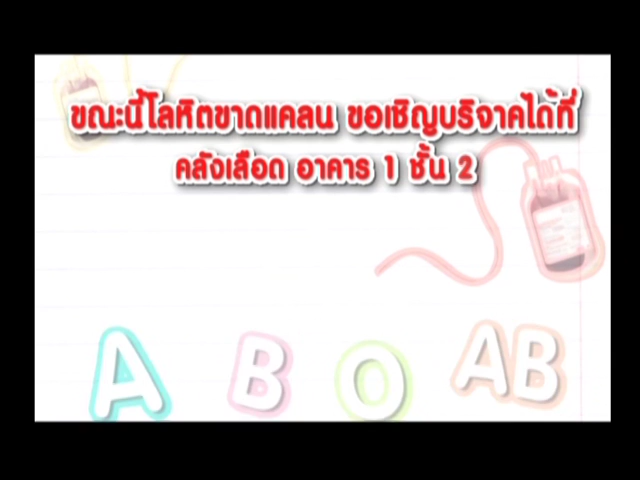 ขณะนี้โลหิตขาดแคลน ขอเชิญบริจาคได้ที่
คลังเลือด อาคาร 1 ชั้น 2
A B O AB